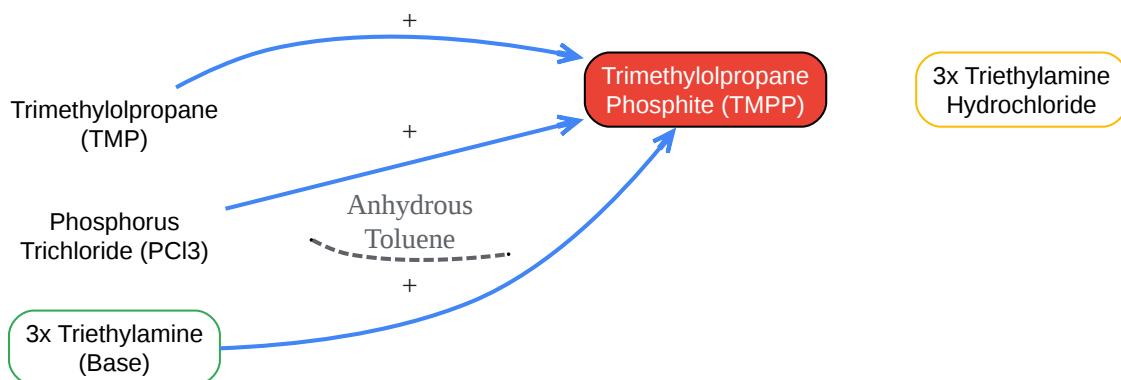 +
Trimethylolpropane
Phosphite (TMPP)
3x Triethylamine
Hydrochloride
Trimethylolpropane
(TMP)
+
Anhydrous
Toluene
Phosphorus
Trichloride (PCl3)
+
3x Triethylamine
(Base)